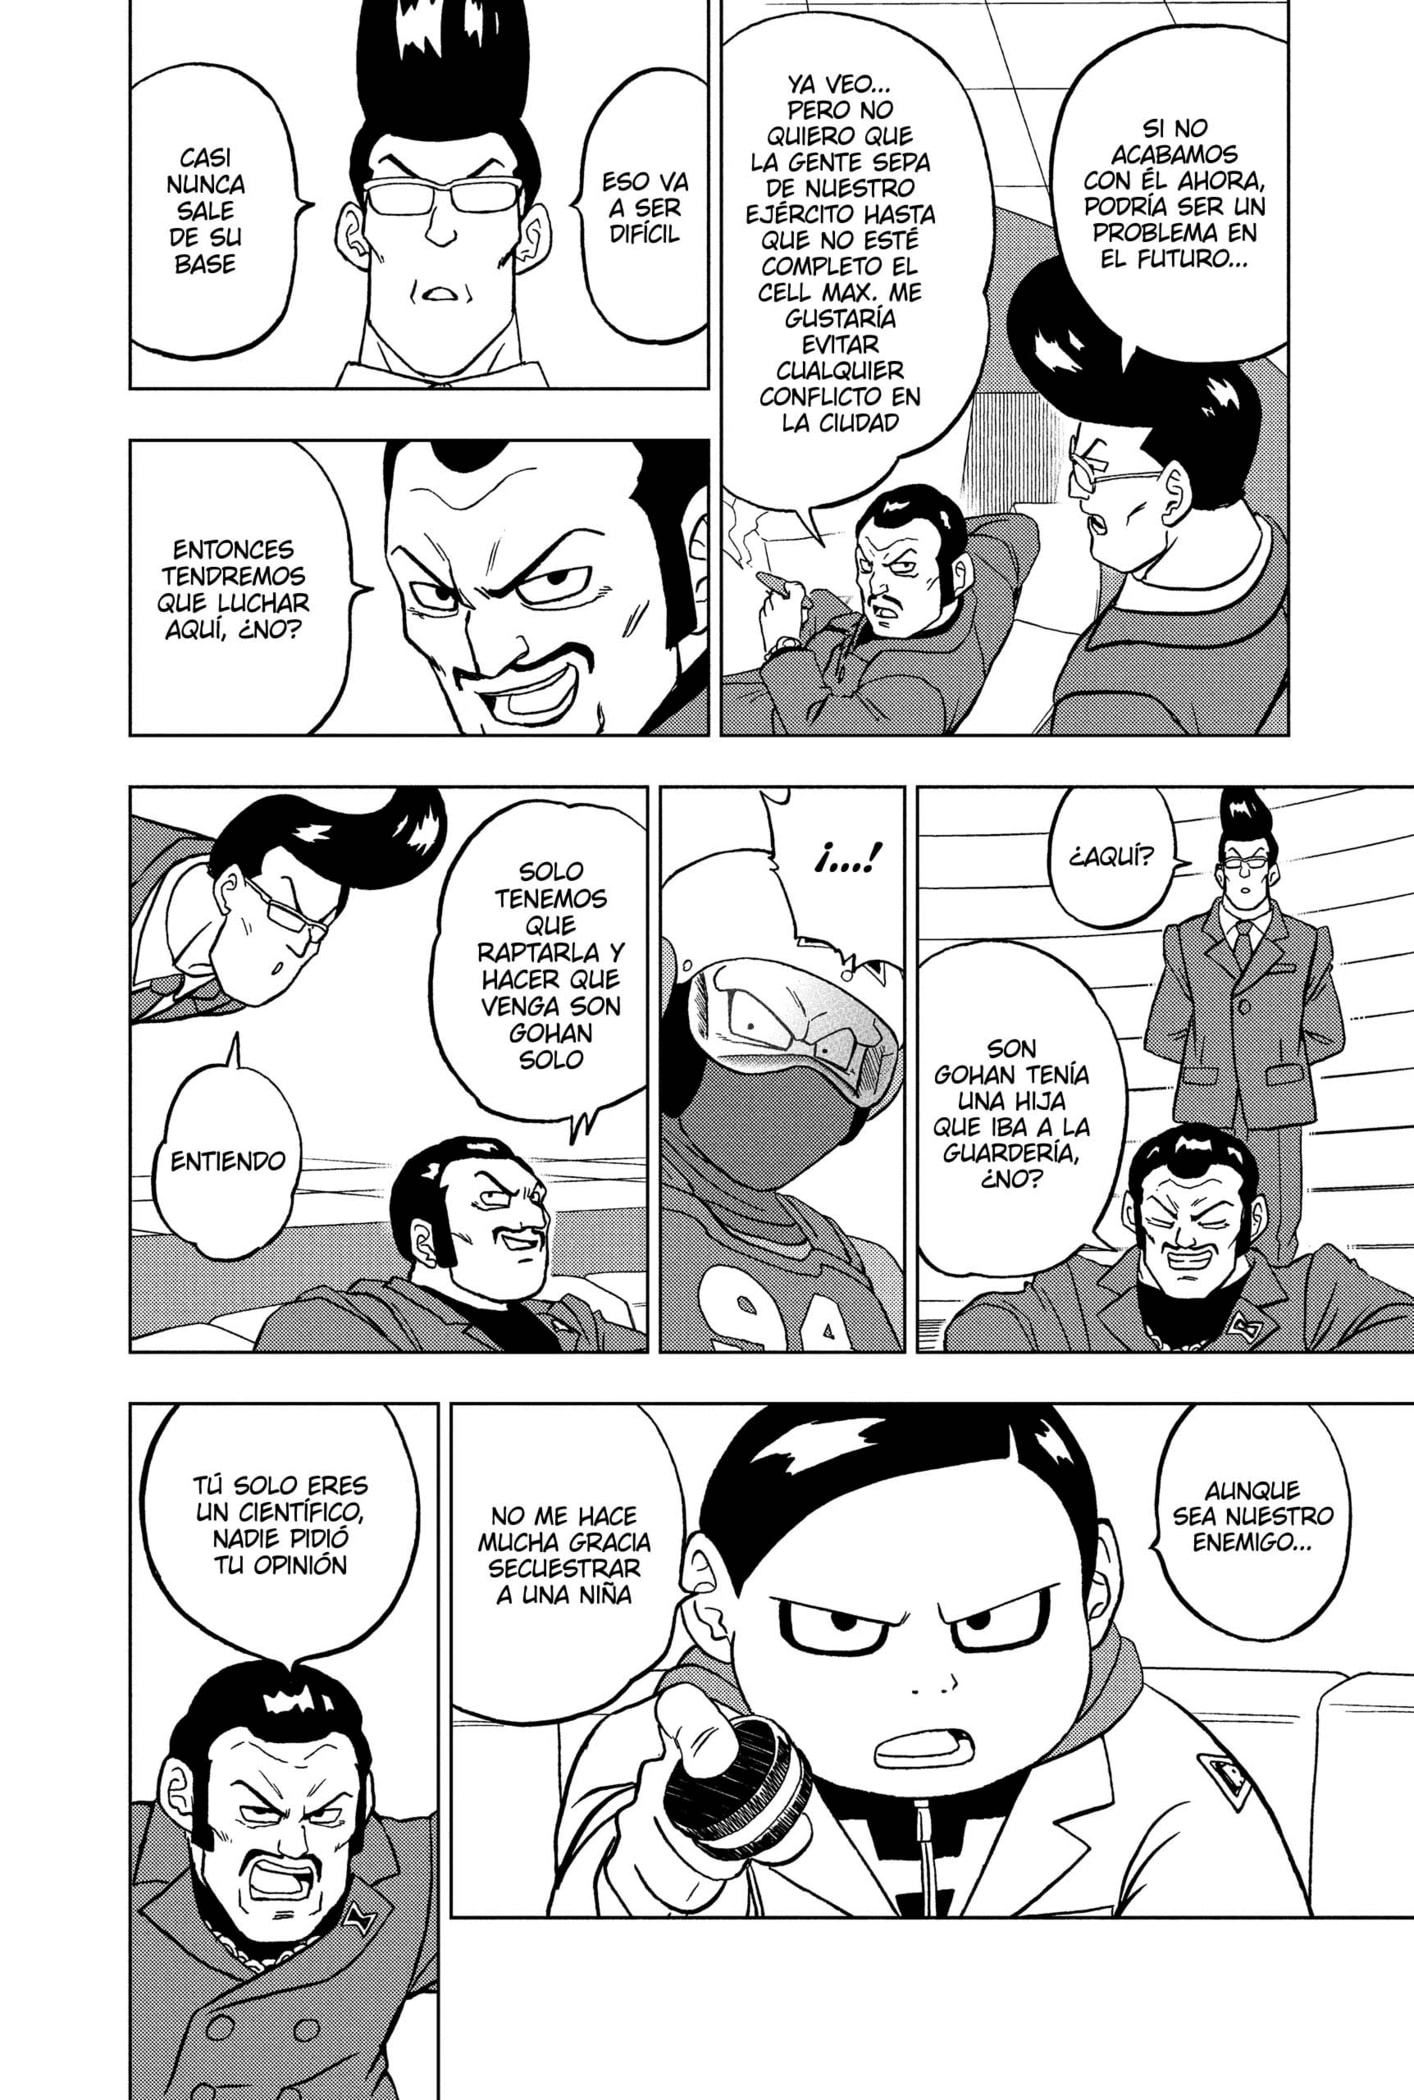 SI NO
ACABAMOS
CON ÉL AHORA,
PODRÍA SER UN
PROBLEMA EN
EL FUTURO...
YA VEO...
PERO NO
QUIERO QUE
LA GENTE SEPA
DE NUESTRO
EJÉRCITO HASTA
QUE NO ESTÉ
COMPLETO EL
CELL MAX. ME
GUSTARÍA
EVITAR
CUALQUIER
CONFLICTO EN
LA CIUDAD
ESO VA
A SER
DIFÍCIL
CASI
NUNCA
SALE
DE SU
BASE
ENTONCES
TENDREMOS
QUE LUCHAR
AQUÍ, ¿NO?
¿AQUÍ?
SON
GOHAN TENÍA
UNA HIJA
QUE IBA A LA
GUARDERÍA,
¿NO?
¡...!
94
SOLO
TENEMOS
QUE
RAPTARLA Y
HACER QUE
VENGA SON
GOHAN
SOLO
ENTIENDO
AUNQUE
SEA NUESTRO
ENEMIGO...
NO ME HACE
MUCHA GRACIA
SECUESTRAR
A UNA NIÑA
TÚ SOLO ERES
UN CIENTÍFICO,
NADIE PIDIÓ
TU OPINIÓN